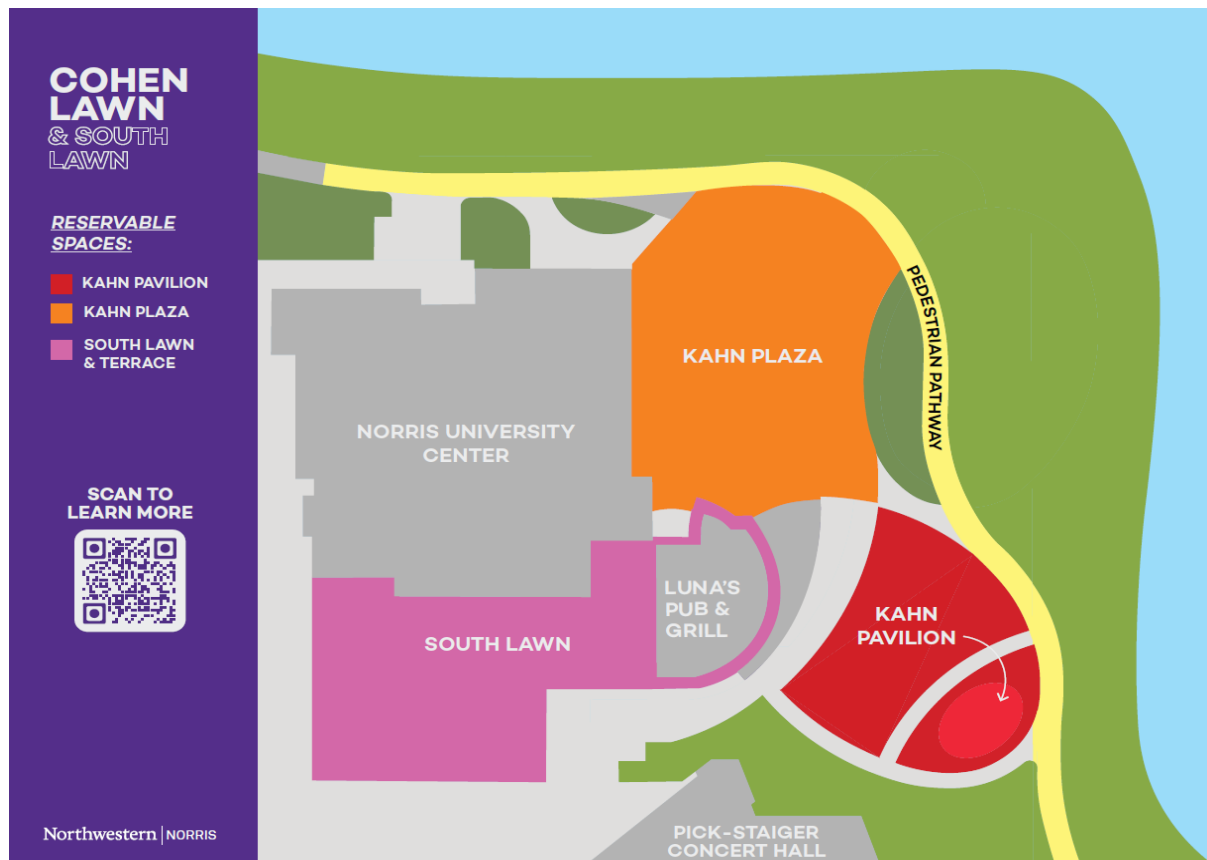 COHEN
LAWN
& SOUTH
LAWN
RESERVABLE
SPACES:
KAHN PAVILION
KAHN PLAZA
SOUTH LAWN
& TERRACE
SCAN TO
LEARN MORE
Northwestern | NORRIS
PEDESTRIAN PATHWAY
KAHN PLAZA
NORRIS UNIVERSITY
CENTER
LUNA'S
PUB &
GRILL
KAHN
PAVILION
SOUTH LAWN
PICK-STAIGER
CONCERT HALL